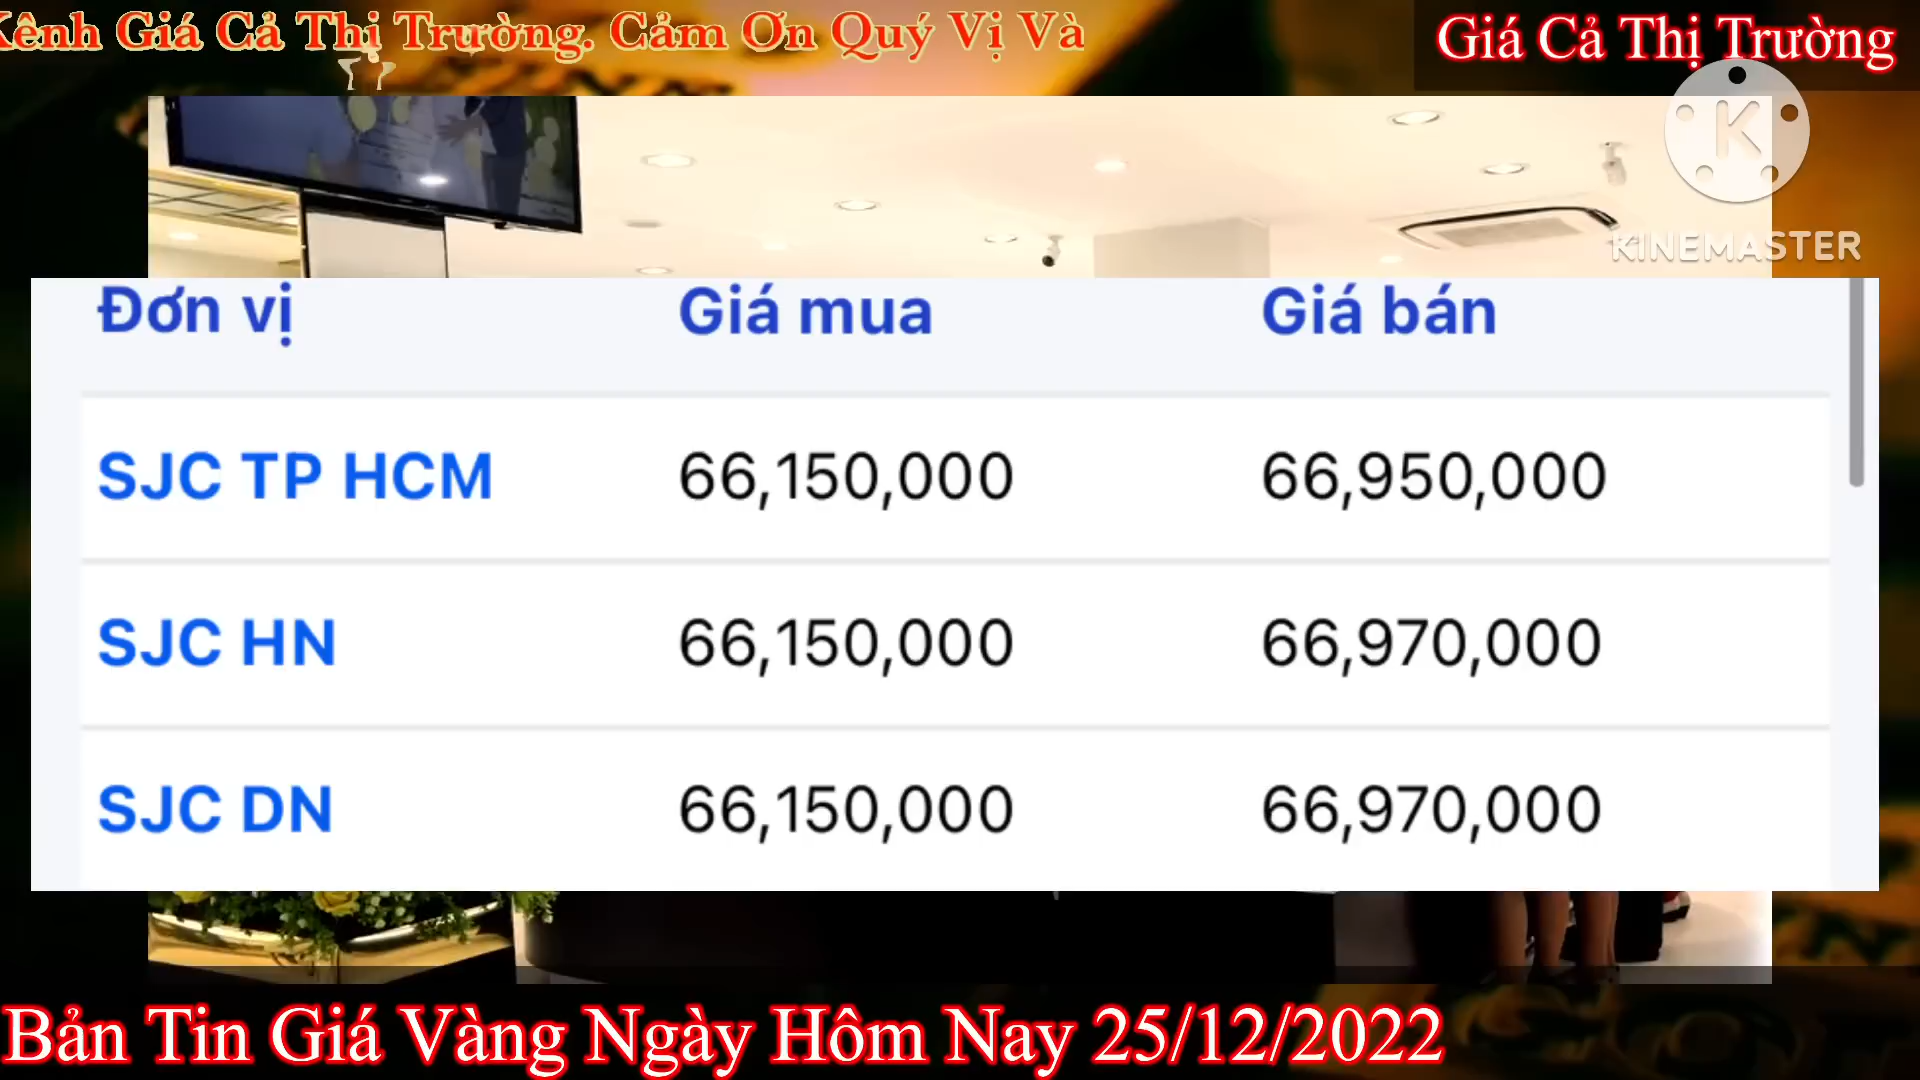 Kênh Giá Cả Thị Trường. Cảm Ơn Quý Vị Và
Giá Cả Thị Trường
K
KINEMASTER
Đơn vị Giá mua Giá bán
SJC TP HCM 66,150,000 66,950,000
SJC HN 66,150,000 66,970,000
SJC DN 66,150,000 66,970,000
Bản Tin Giá Vàng Ngày Hôm Nay 25/12/2022